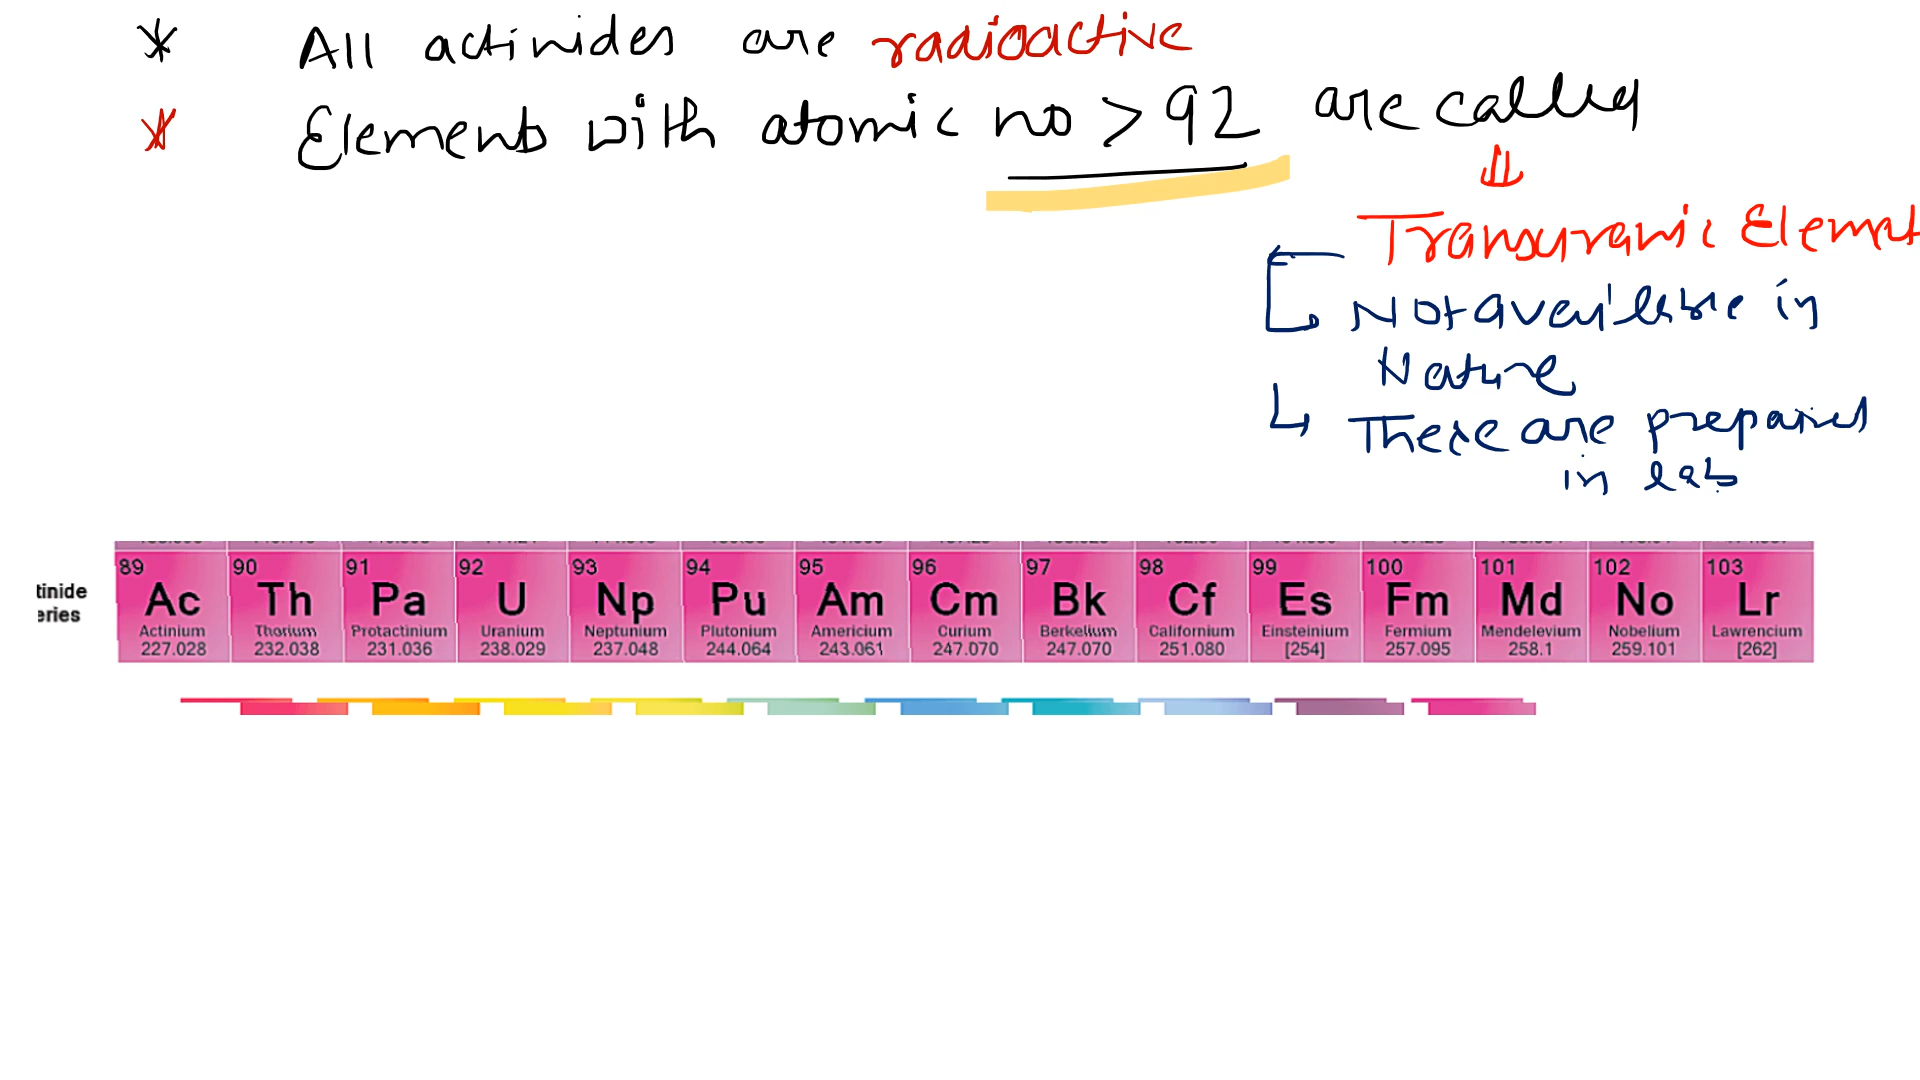 * All actinides are radioactive
* Elements with atomic no > 92 are called
Transuranic Element
Not available in
Nature
These are prepared
in lab
tinide
eries
89 90 91 92 93 94 95 96 97 98 99 100 101 102 103
Ac Th Pa U Np Pu Am Cm Bk Cf Es Fm Md No Lr
Actinium Thorium Protactinium Uranium Neptunium Plutonium Americium Curium Berkelium Californium Einsteinium Fermium Mendelevium Nobelium Lawrencium
227.028 232.038 231.036 238.029 237.048 244.064 243.061 247.070 247.070 251.080 [254] 257.095 258.1 259.101 [262]